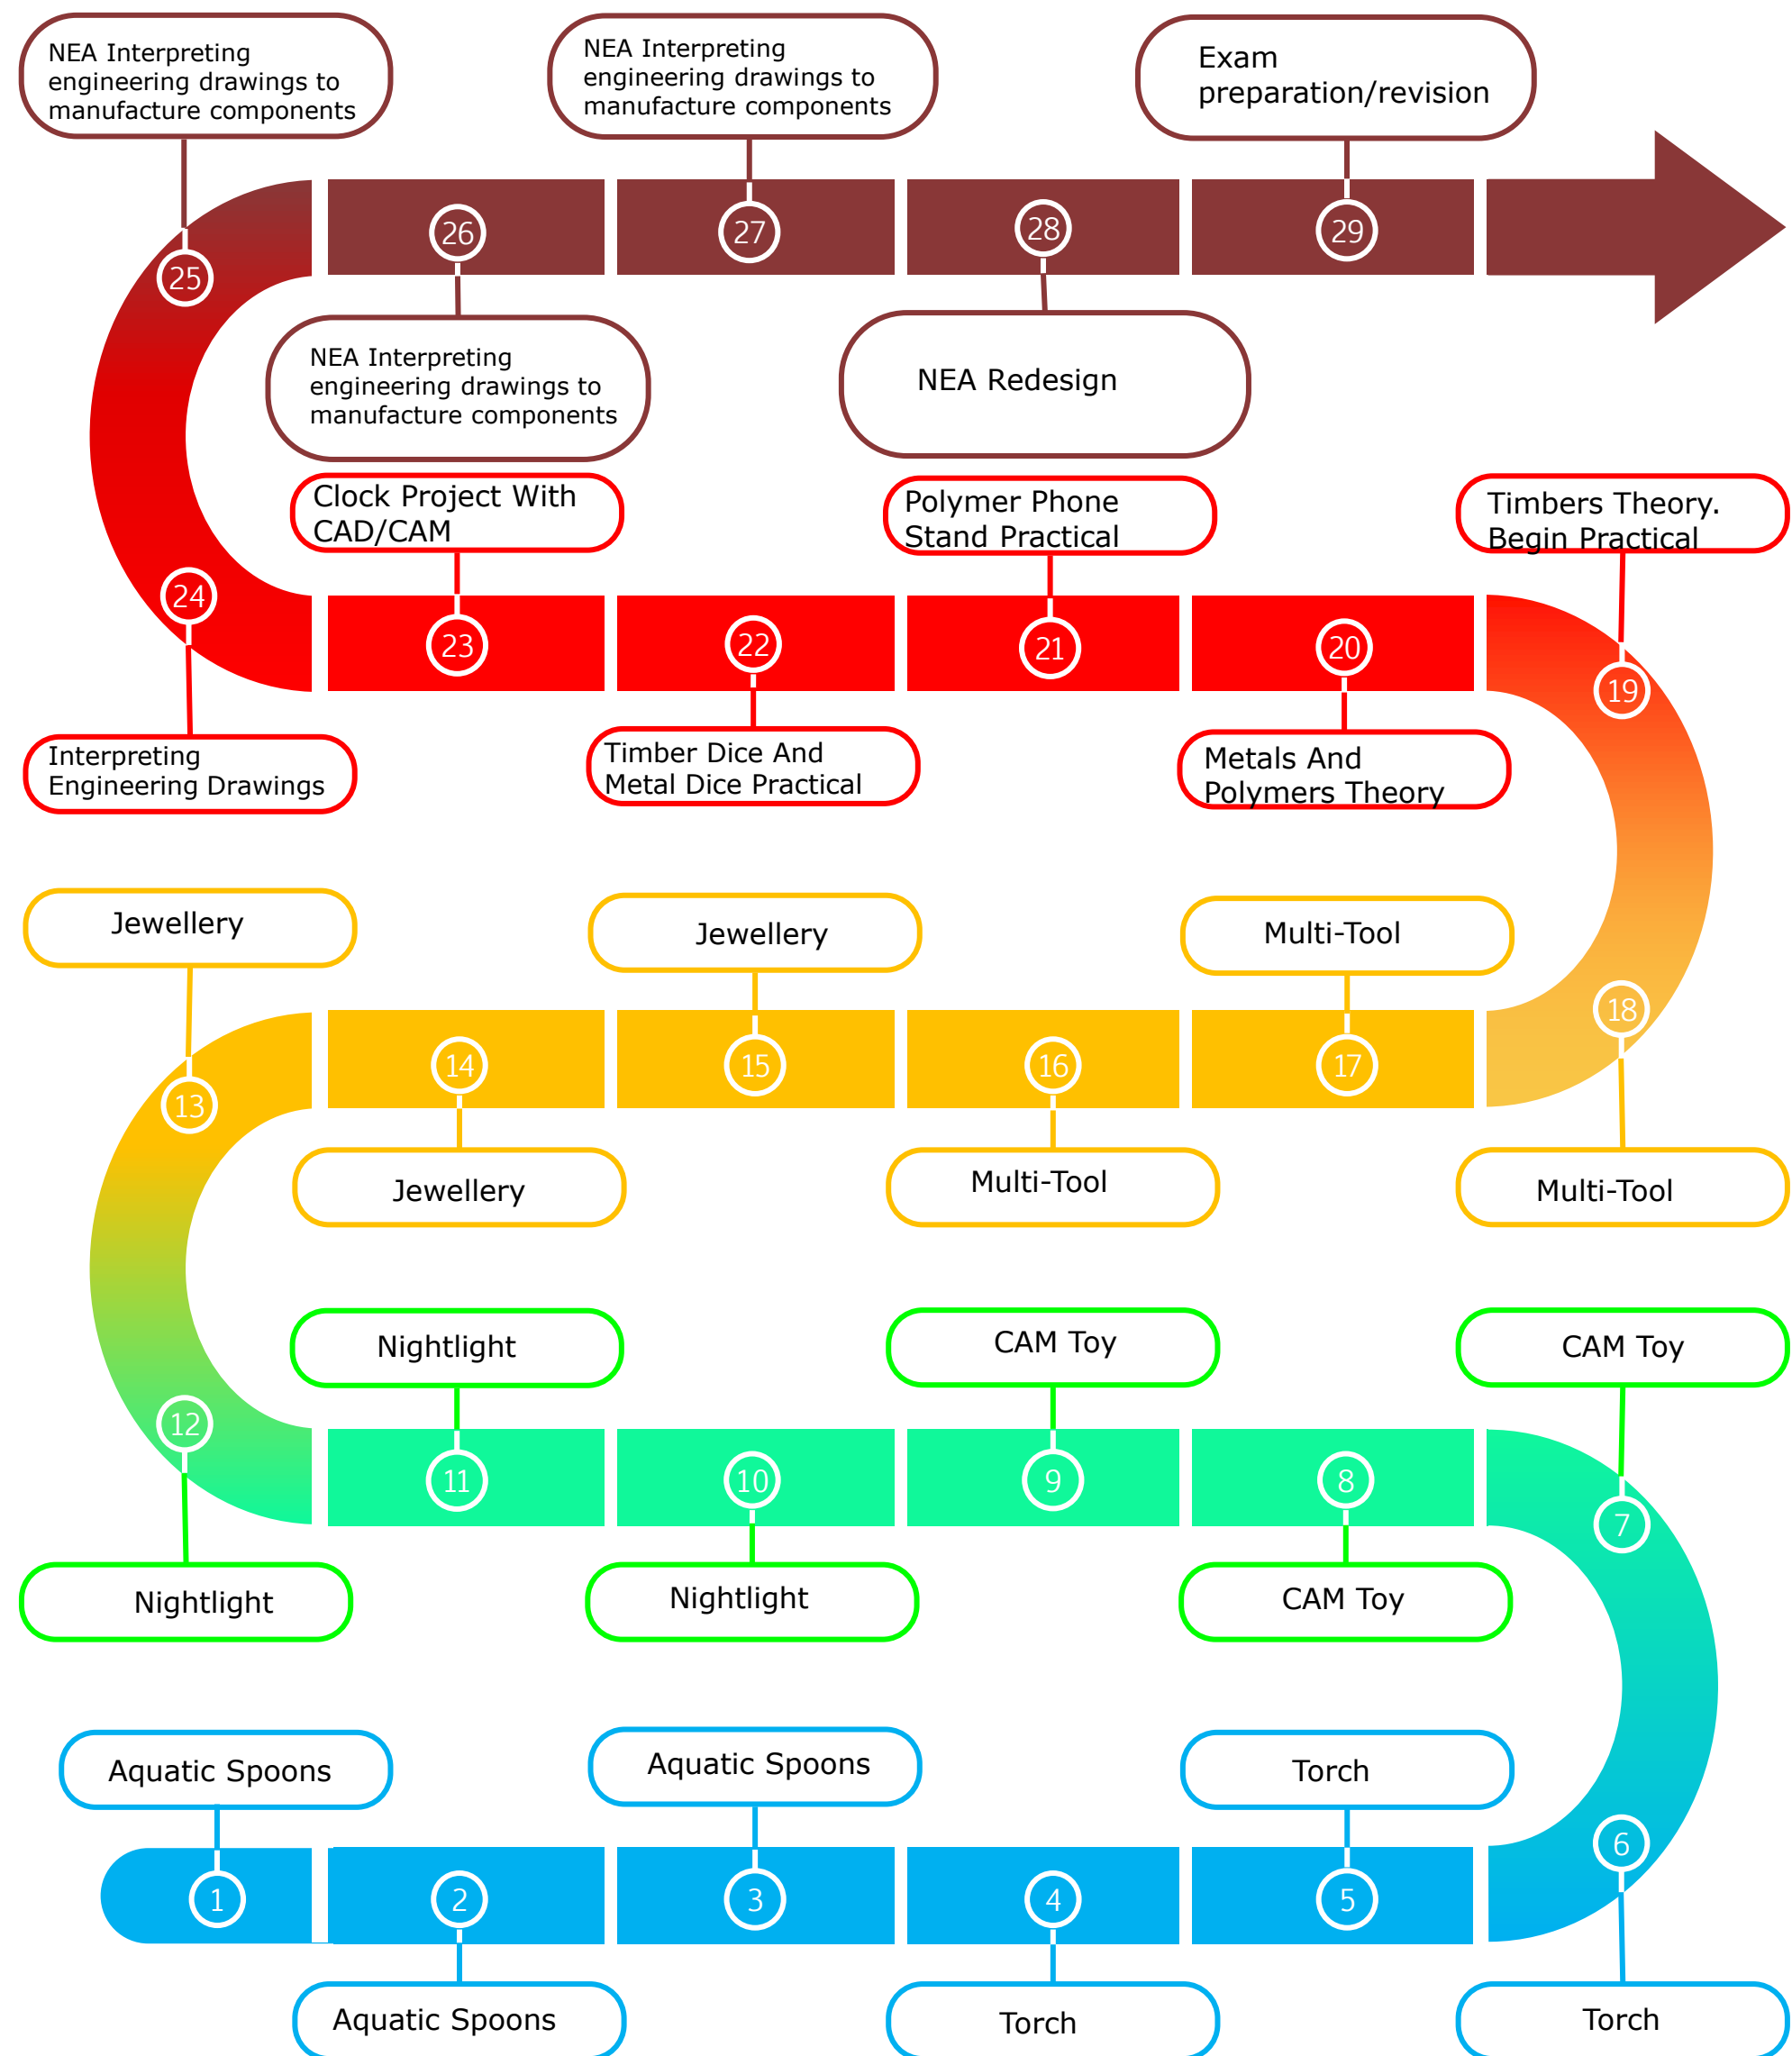 NEA Interpreting
engineering drawings to
manufacture components
NEA Interpreting
engineering drawings to
manufacture components
Exam
preparation/revision
25
26
27
28
29
NEA Interpreting
engineering drawings to
manufacture components
NEA Redesign
Clock Project With
CAD/CAM
Polymer Phone
Stand Practical
Timbers Theory.
Begin Practical
24
23
22
21
20
19
Interpreting
Engineering Drawings
Timber Dice And
Metal Dice Practical
Metals And
Polymers Theory
Jewellery
Jewellery
Multi-Tool
13
14
15
16
17
18
Jewellery
Multi-Tool
Multi-Tool
Nightlight
CAM Toy
CAM Toy
12
11
10
9
8
7
Nightlight
Nightlight
CAM Toy
Aquatic Spoons
Aquatic Spoons
Torch
1
2
3
4
5
6
Aquatic Spoons
Torch
Torch